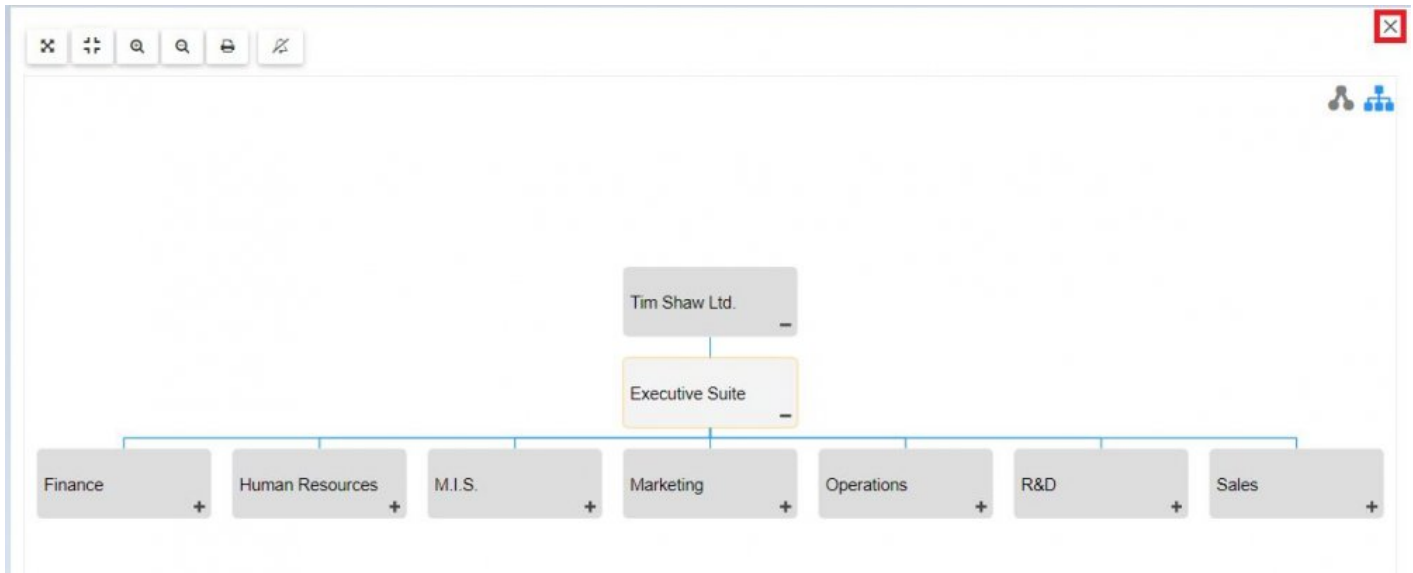 Tim Shaw Ltd.
Executive Suite
Finance
Human Resources
M.I.S.
Marketing
Operations
R&D
Sales